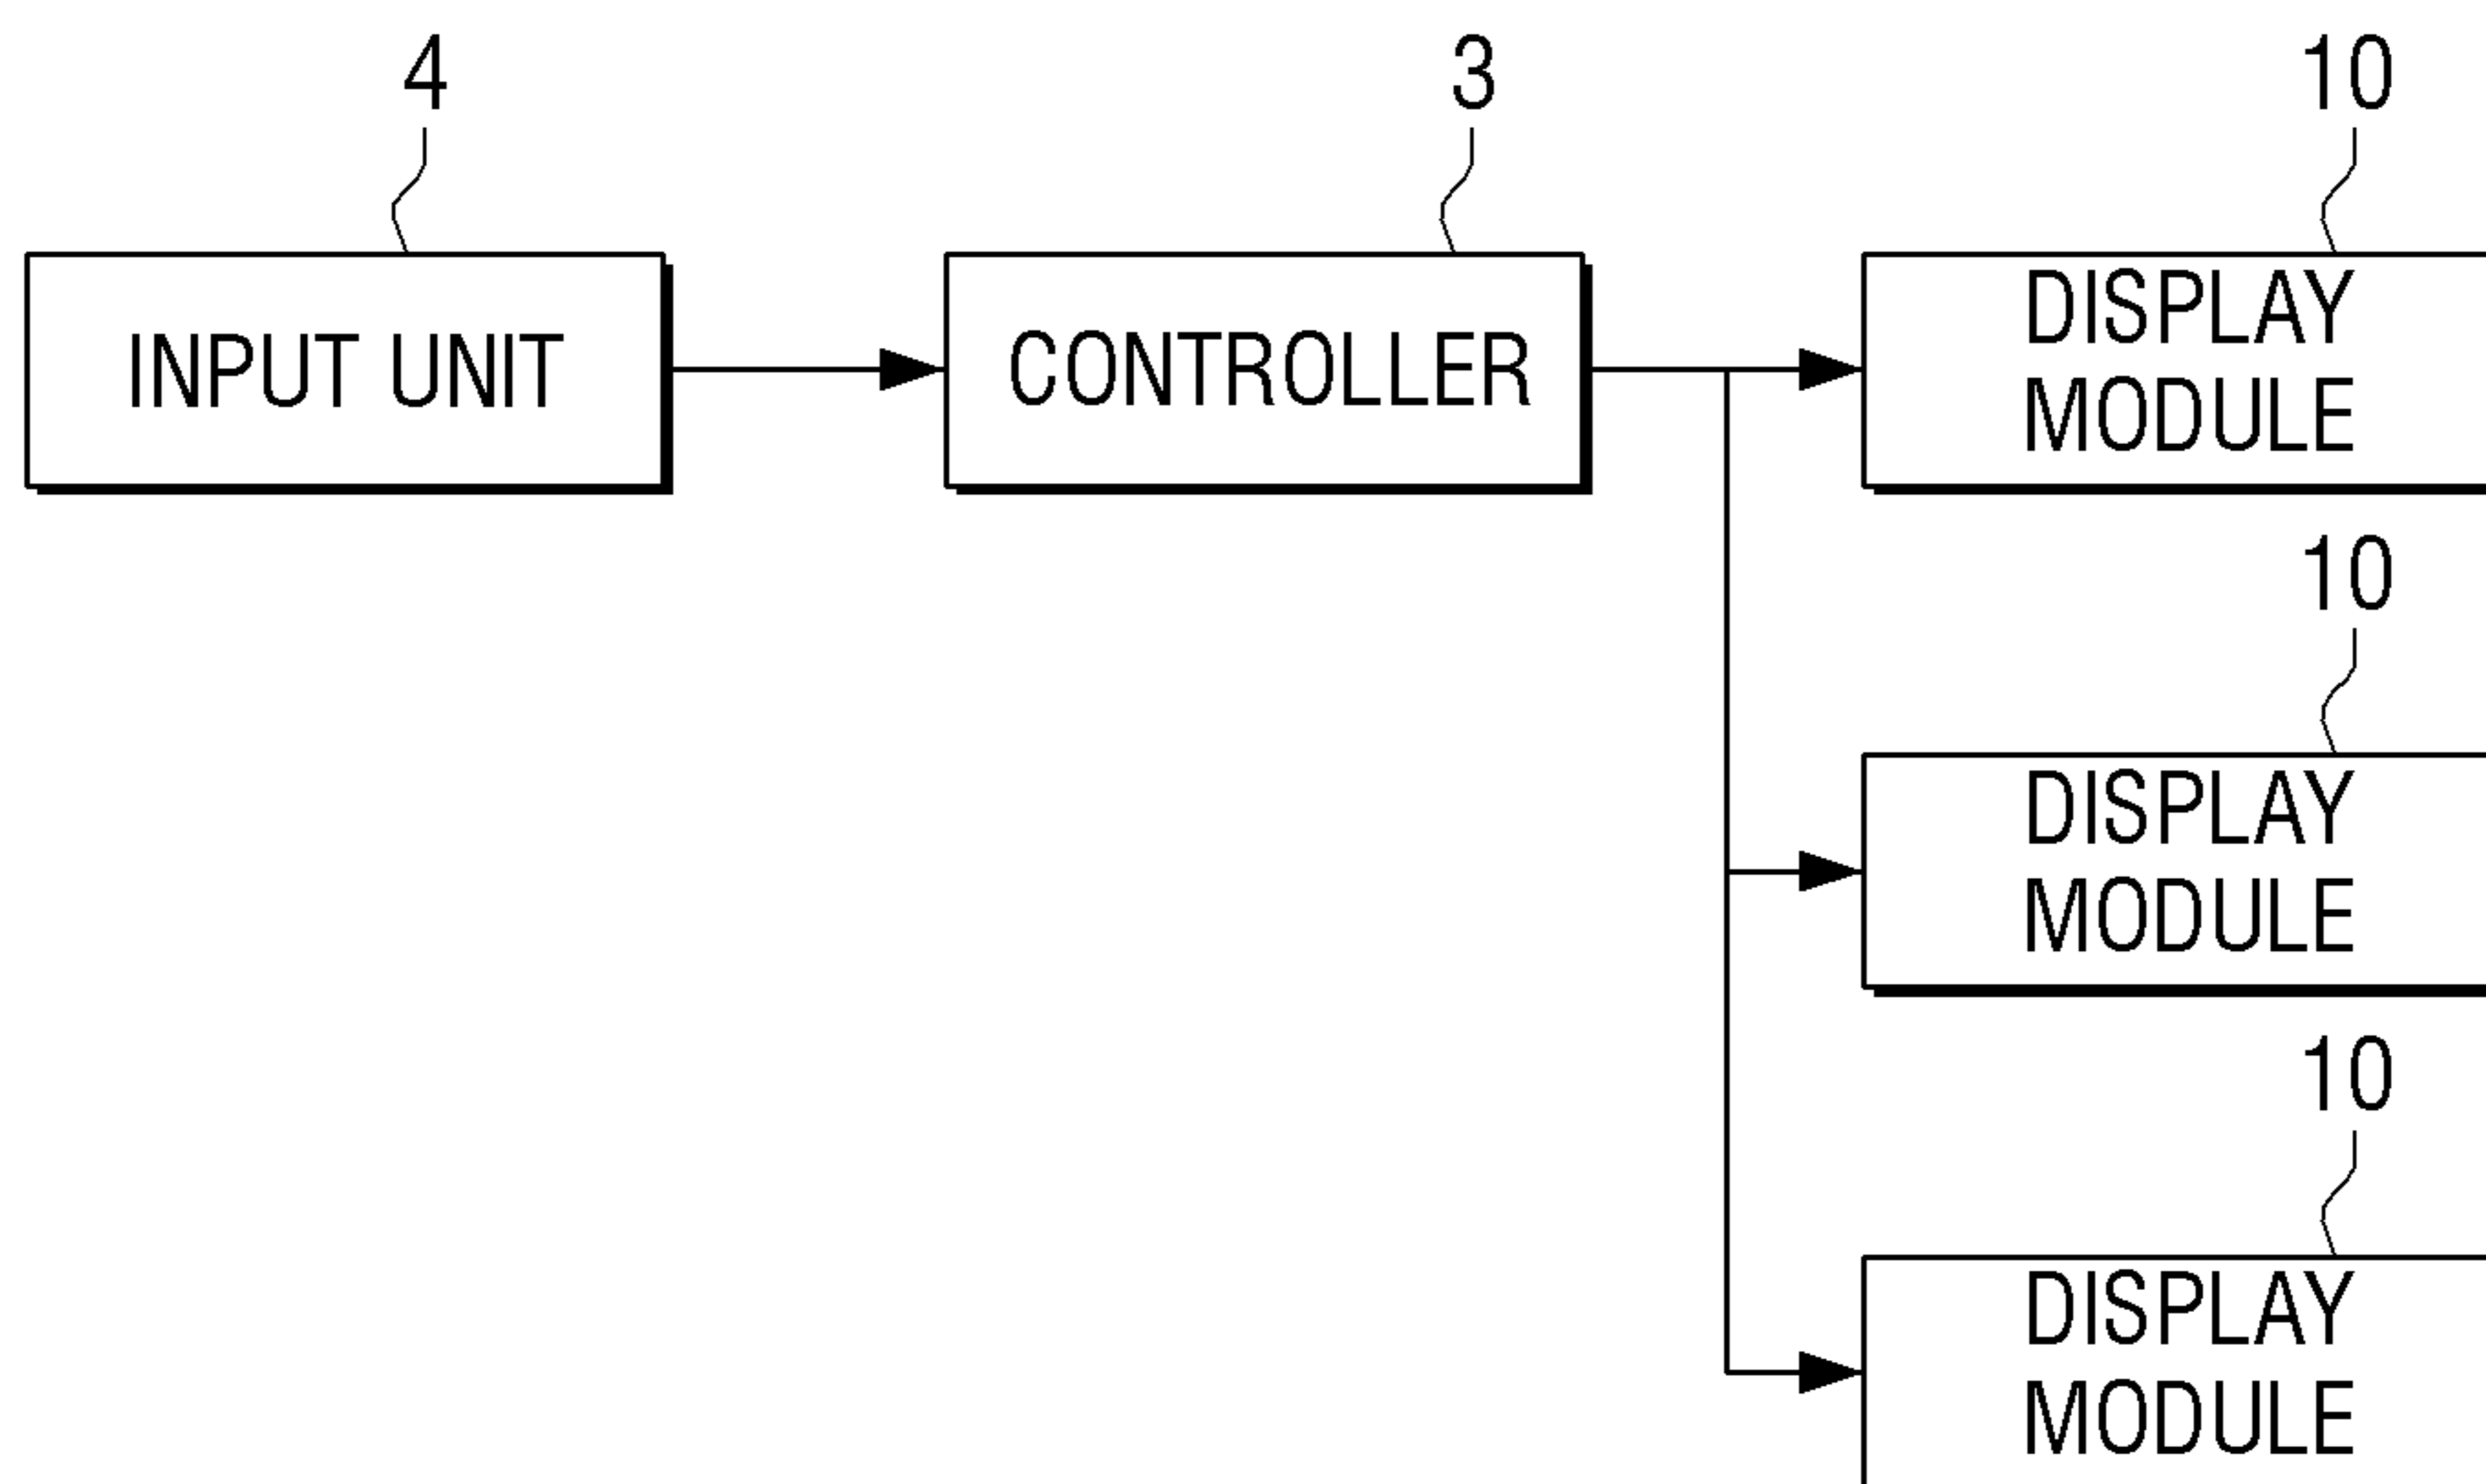 4
3
10
INPUT UNIT
CONTROLLER
DISPLAY
MODULE
10
DISPLAY
MODULE
10
DISPLAY
MODULE